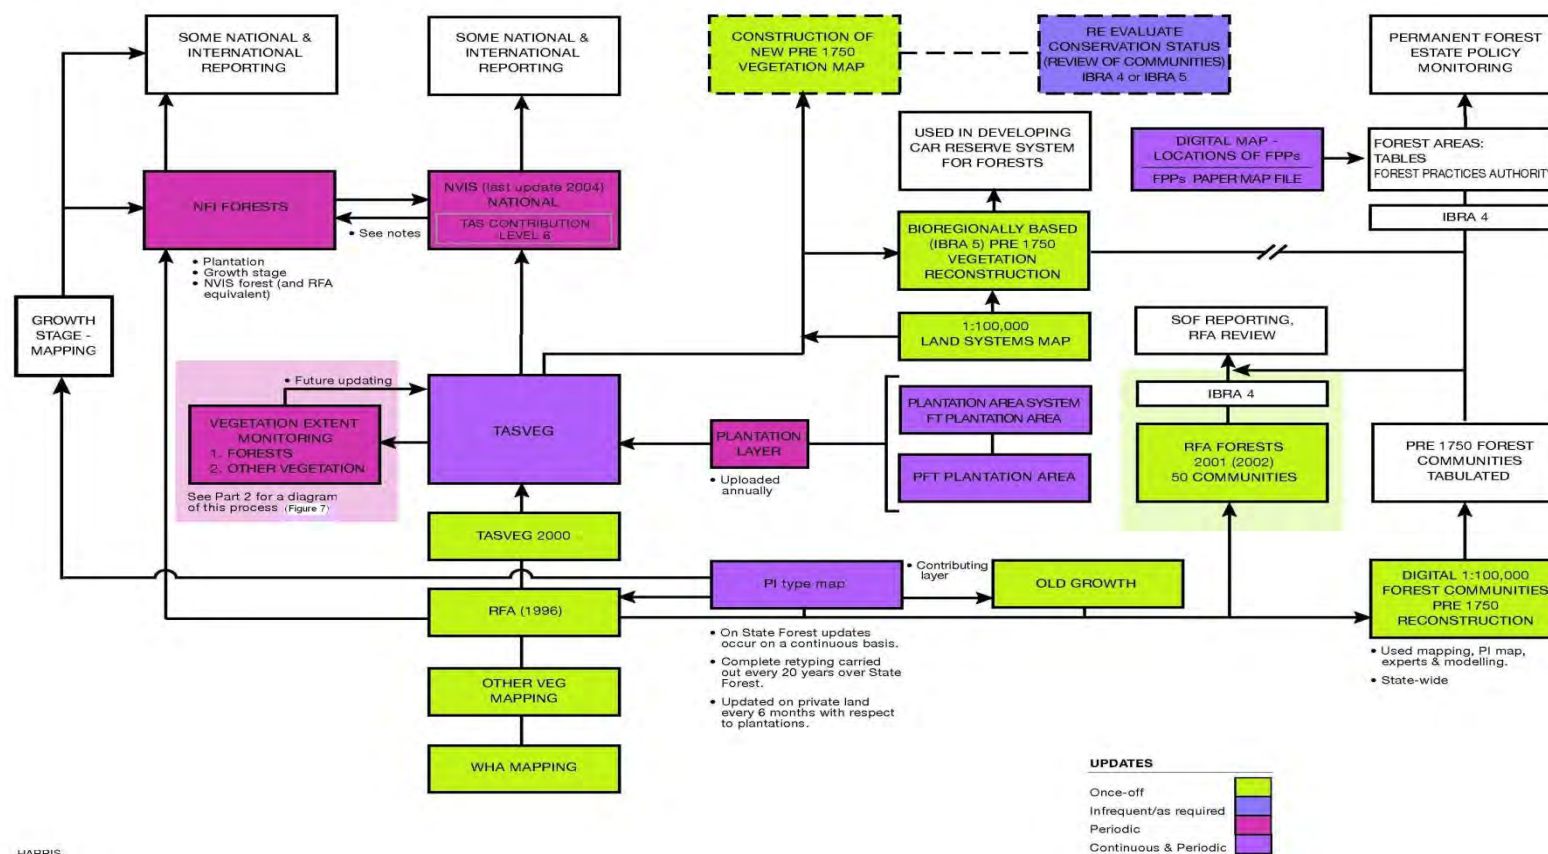 SOME NATIONAL &
INTERNATIONAL
REPORTING
SOME NATIONAL &
INTERNATIONAL
REPORTING
CONSTRUCTION OF
NEW PRE 1750
VEGETATION MAP
RE EVALUATE
CONSERVATION STATUS
(REVIEW OF COMMUNITIES)
IBRA 4 or IBRA 5
PERMANENT FOREST
ESTATE POLICY
MONITORING
USED IN DEVELOPING
CAR RESERVE SYSTEM
FOR FORESTS
DIGITAL MAP -
LOCATIONS OF FPPs
FPPs PAPER MAP FILE
FOREST AREAS:
TABLES
FOREST PRACTICES AUTHORITY
IBRA 4
NFI FORESTS
• Plantation
• Growth stage
• NVIS forest (and RFA
equivalent)
• See notes
NVIS (last update 2004)
NATIONAL
TAS CONTRIBUTION
LEVEL 6
BIOREGIONALLY BASED
(IBRA 5) PRE 1750
VEGETATION
RECONSTRUCTION
1:100,000
LAND SYSTEMS MAP
GROWTH
STAGE -
MAPPING
SOF REPORTING,
RFA REVIEW
IBRA 4
• Future updating
VEGETATION EXTENT
MONITORING
1. FORESTS
2. OTHER VEGETATION
See Part 2 for a diagram
of this process (Figure 7)
TASVEG
PLANTATION
LAYER
• Uploaded
annually
PLANTATION AREA SYSTEM
FT PLANTATION AREA
PFT PLANTATION AREA
RFA FORESTS
2001 (2002)
50 COMMUNITIES
PRE 1750 FOREST
COMMUNITIES
TABULATED
TASVEG 2000
RFA (1996)
OTHER VEG
MAPPING
WHA MAPPING
PI type map
• Contributing
layer
OLD GROWTH
DIGITAL 1:100,000
FOREST COMMUNITIES
PRE 1750
RECONSTRUCTION
• On State Forest updates
occur on a continuous basis.
• Complete retyping carried
out every 20 years over State
Forest.
• Updated on private land
every 6 months with respect
to plantations.
• Used mapping, PI map,
experts & modelling.
• State-wide
UPDATES
Once-off
Infrequent/as required
Periodic
Continuous & Periodic
HARRIS